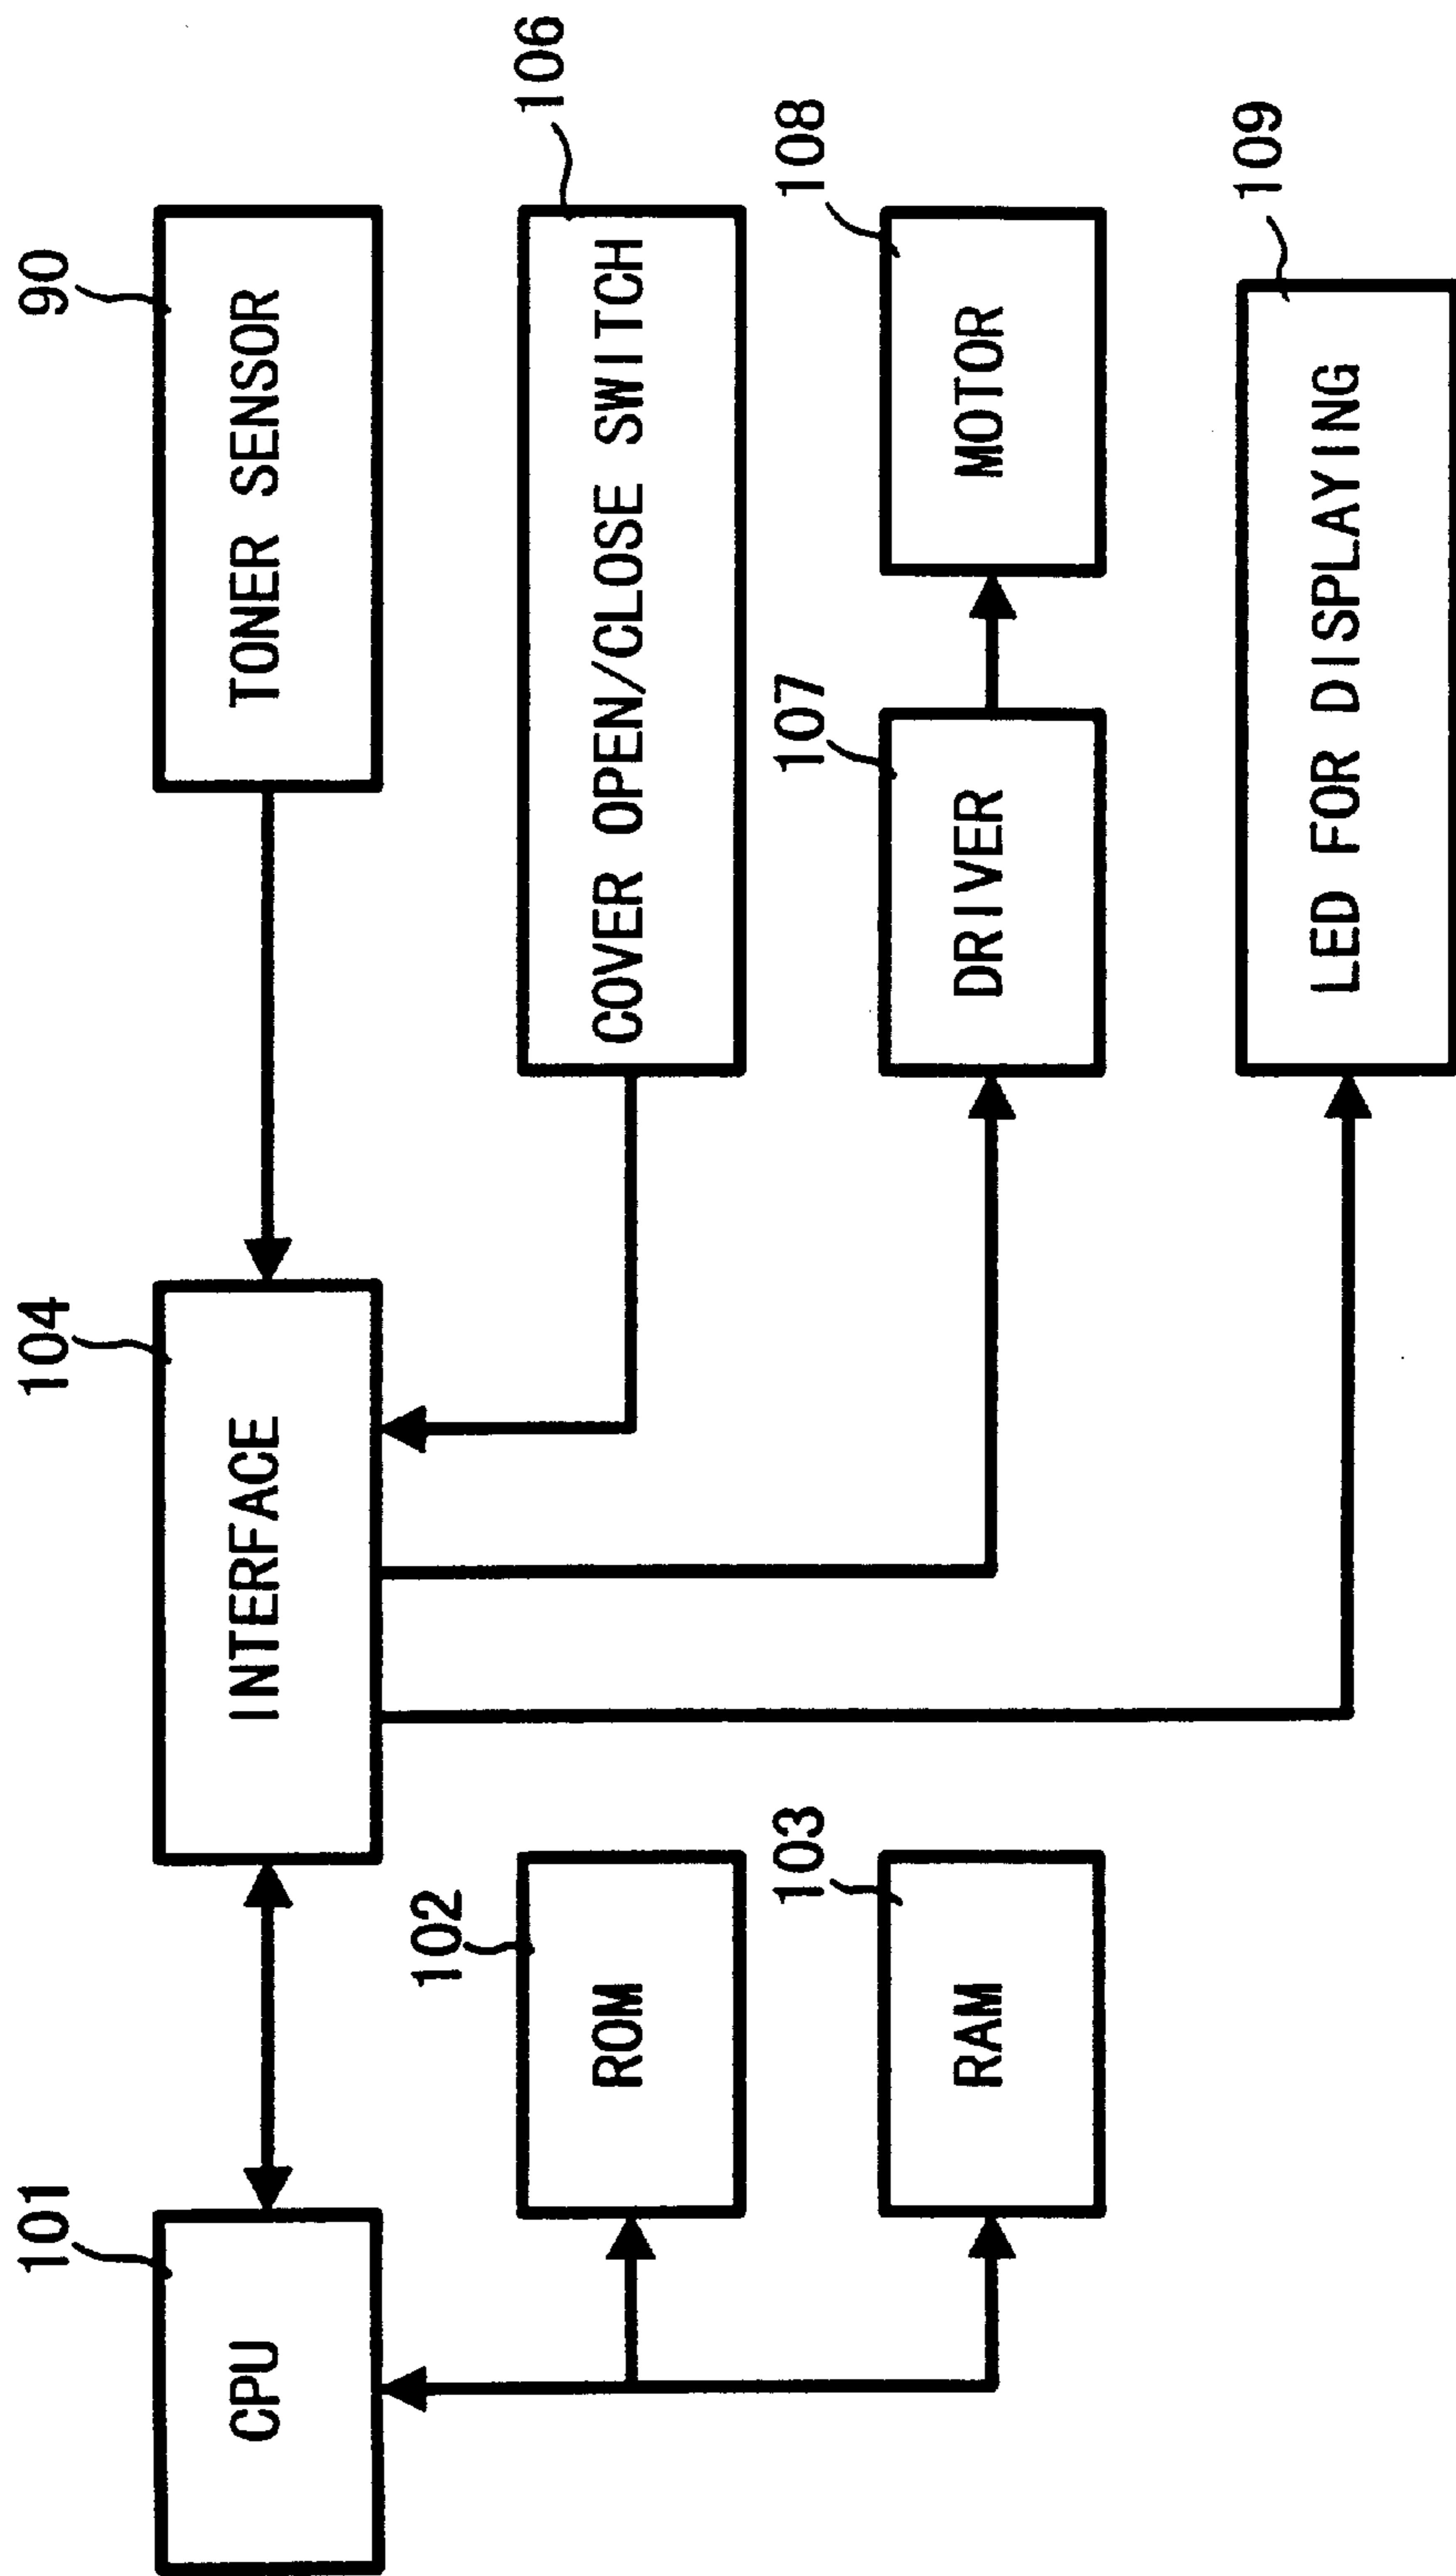 101
CPU
104
INTERFACE
90
TONER SENSOR
102
ROM
106
COVER OPEN/CLOSE SWITCH
103
RAM
107
DRIVER
108
MOTOR
109
LED FOR DISPLAYING